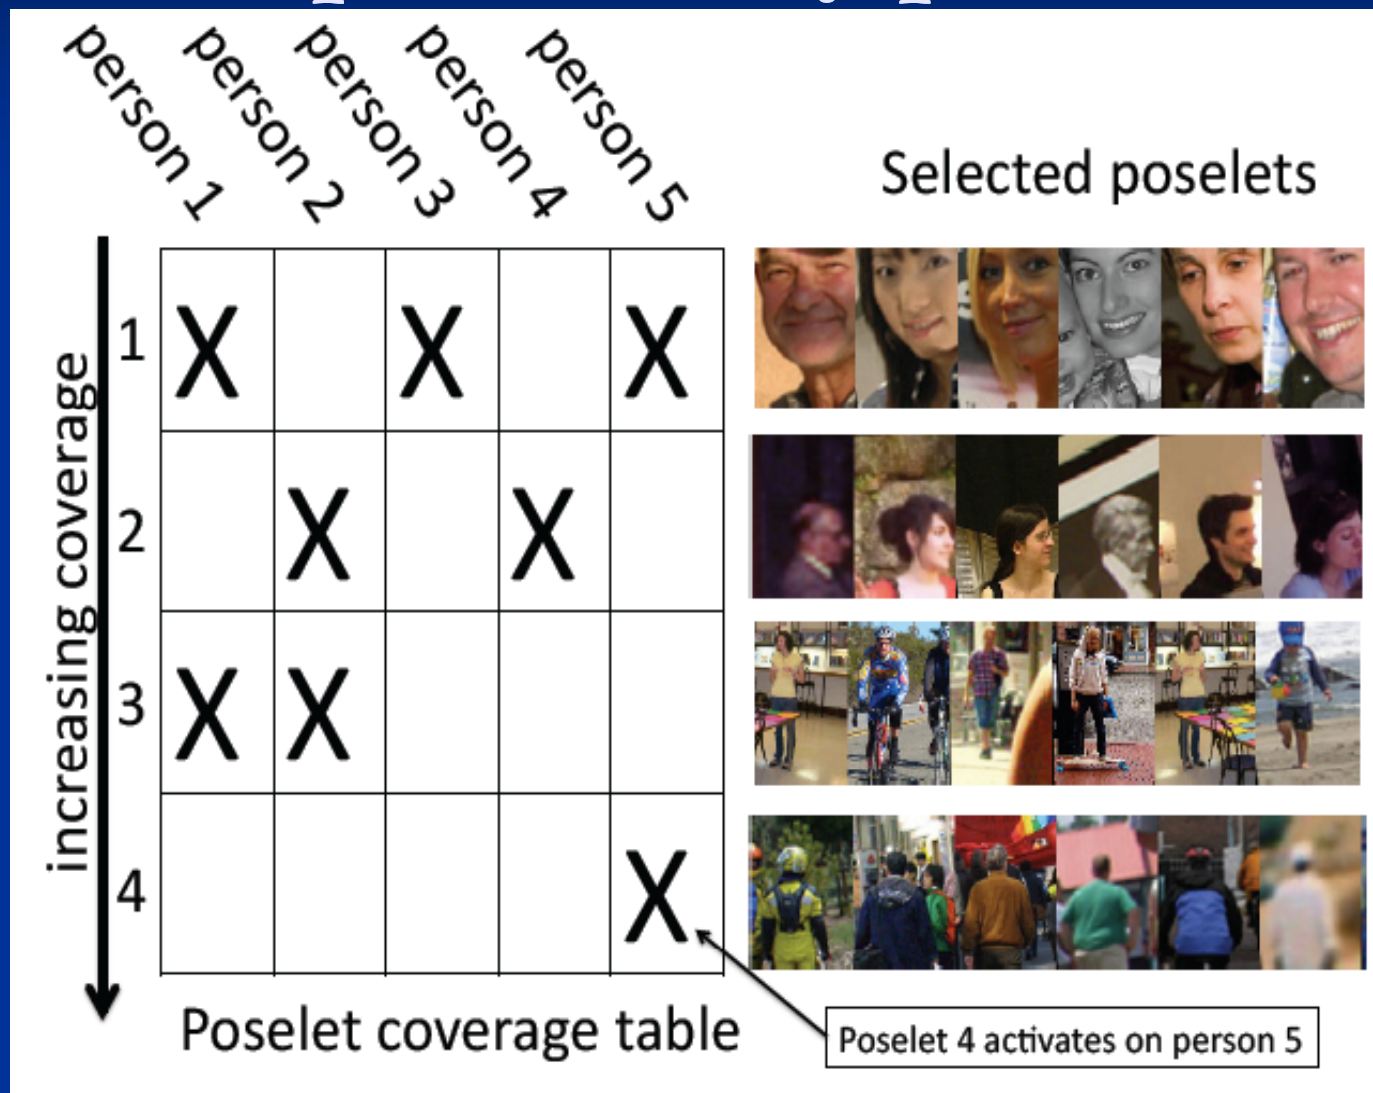 person 1
person 2
person 3
person 4
person 5
Selected poselets
increasing coverage
1
X X X
2
X X
3
X X
4
X
Poselet coverage table
Poselet 4 activates on person 5